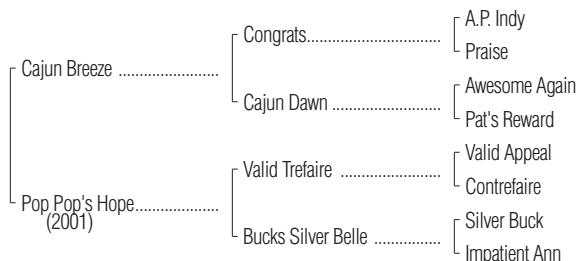 A.P. Indy
Congrats
Praise
Cajun Breeze
Awesome Again
Cajun Dawn
Pat's Reward
Valid Appeal
Valid Trefaire
Contrefaire
Pop Pop's Hope
(2001)
Silver Buck
Bucks Silver Belle
Impatient Ann